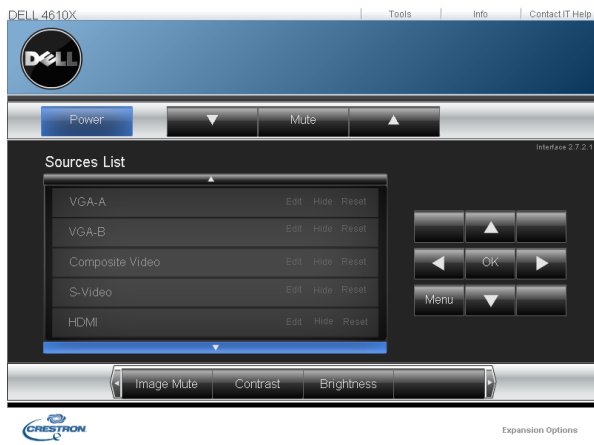 DELL 4610X Tools Info Contact IT Help
DELL
Power Mute
Interface 2.7.2.1
Sources List
VGA-A Edit Hide Reset
VGA-B Edit Hide Reset
Composite Video Edit Hide Reset
S-Video Edit Hide Reset
HDMI Edit Hide Reset
OK
Menu
Image Mute Contrast Brightness
CRESTRON Expansion Options